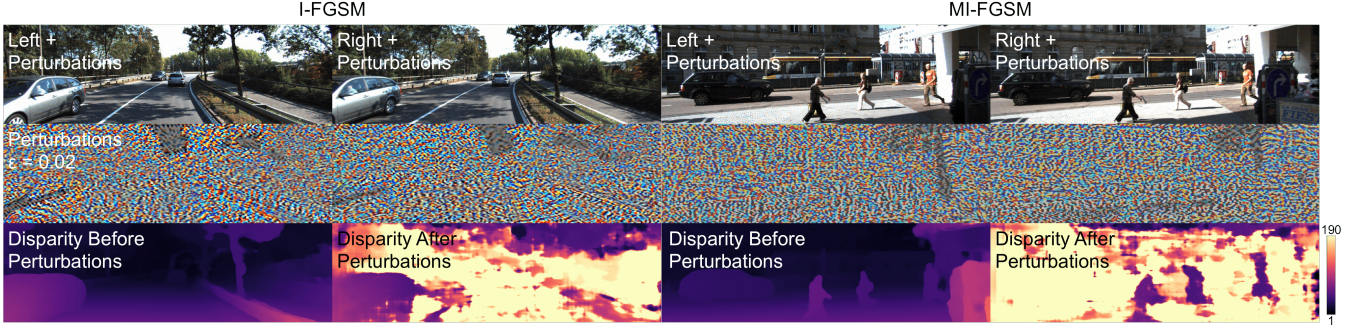 I-FGSM
MI-FGSM
Left +
Perturbations
Right +
Perturbations
Left +
Perturbations
Right +
Perturbations
Perturbations
ε = 0.02
Disparity Before
Perturbations
Disparity After
Perturbations
Disparity Before
Perturbations
Disparity After
Perturbations
190
1